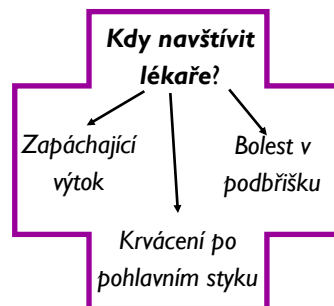 Kdy navštívit
lékaře?
Zapáchající
výtok
Bolest v
podbřišku
Krvácení po
pohlavním styku